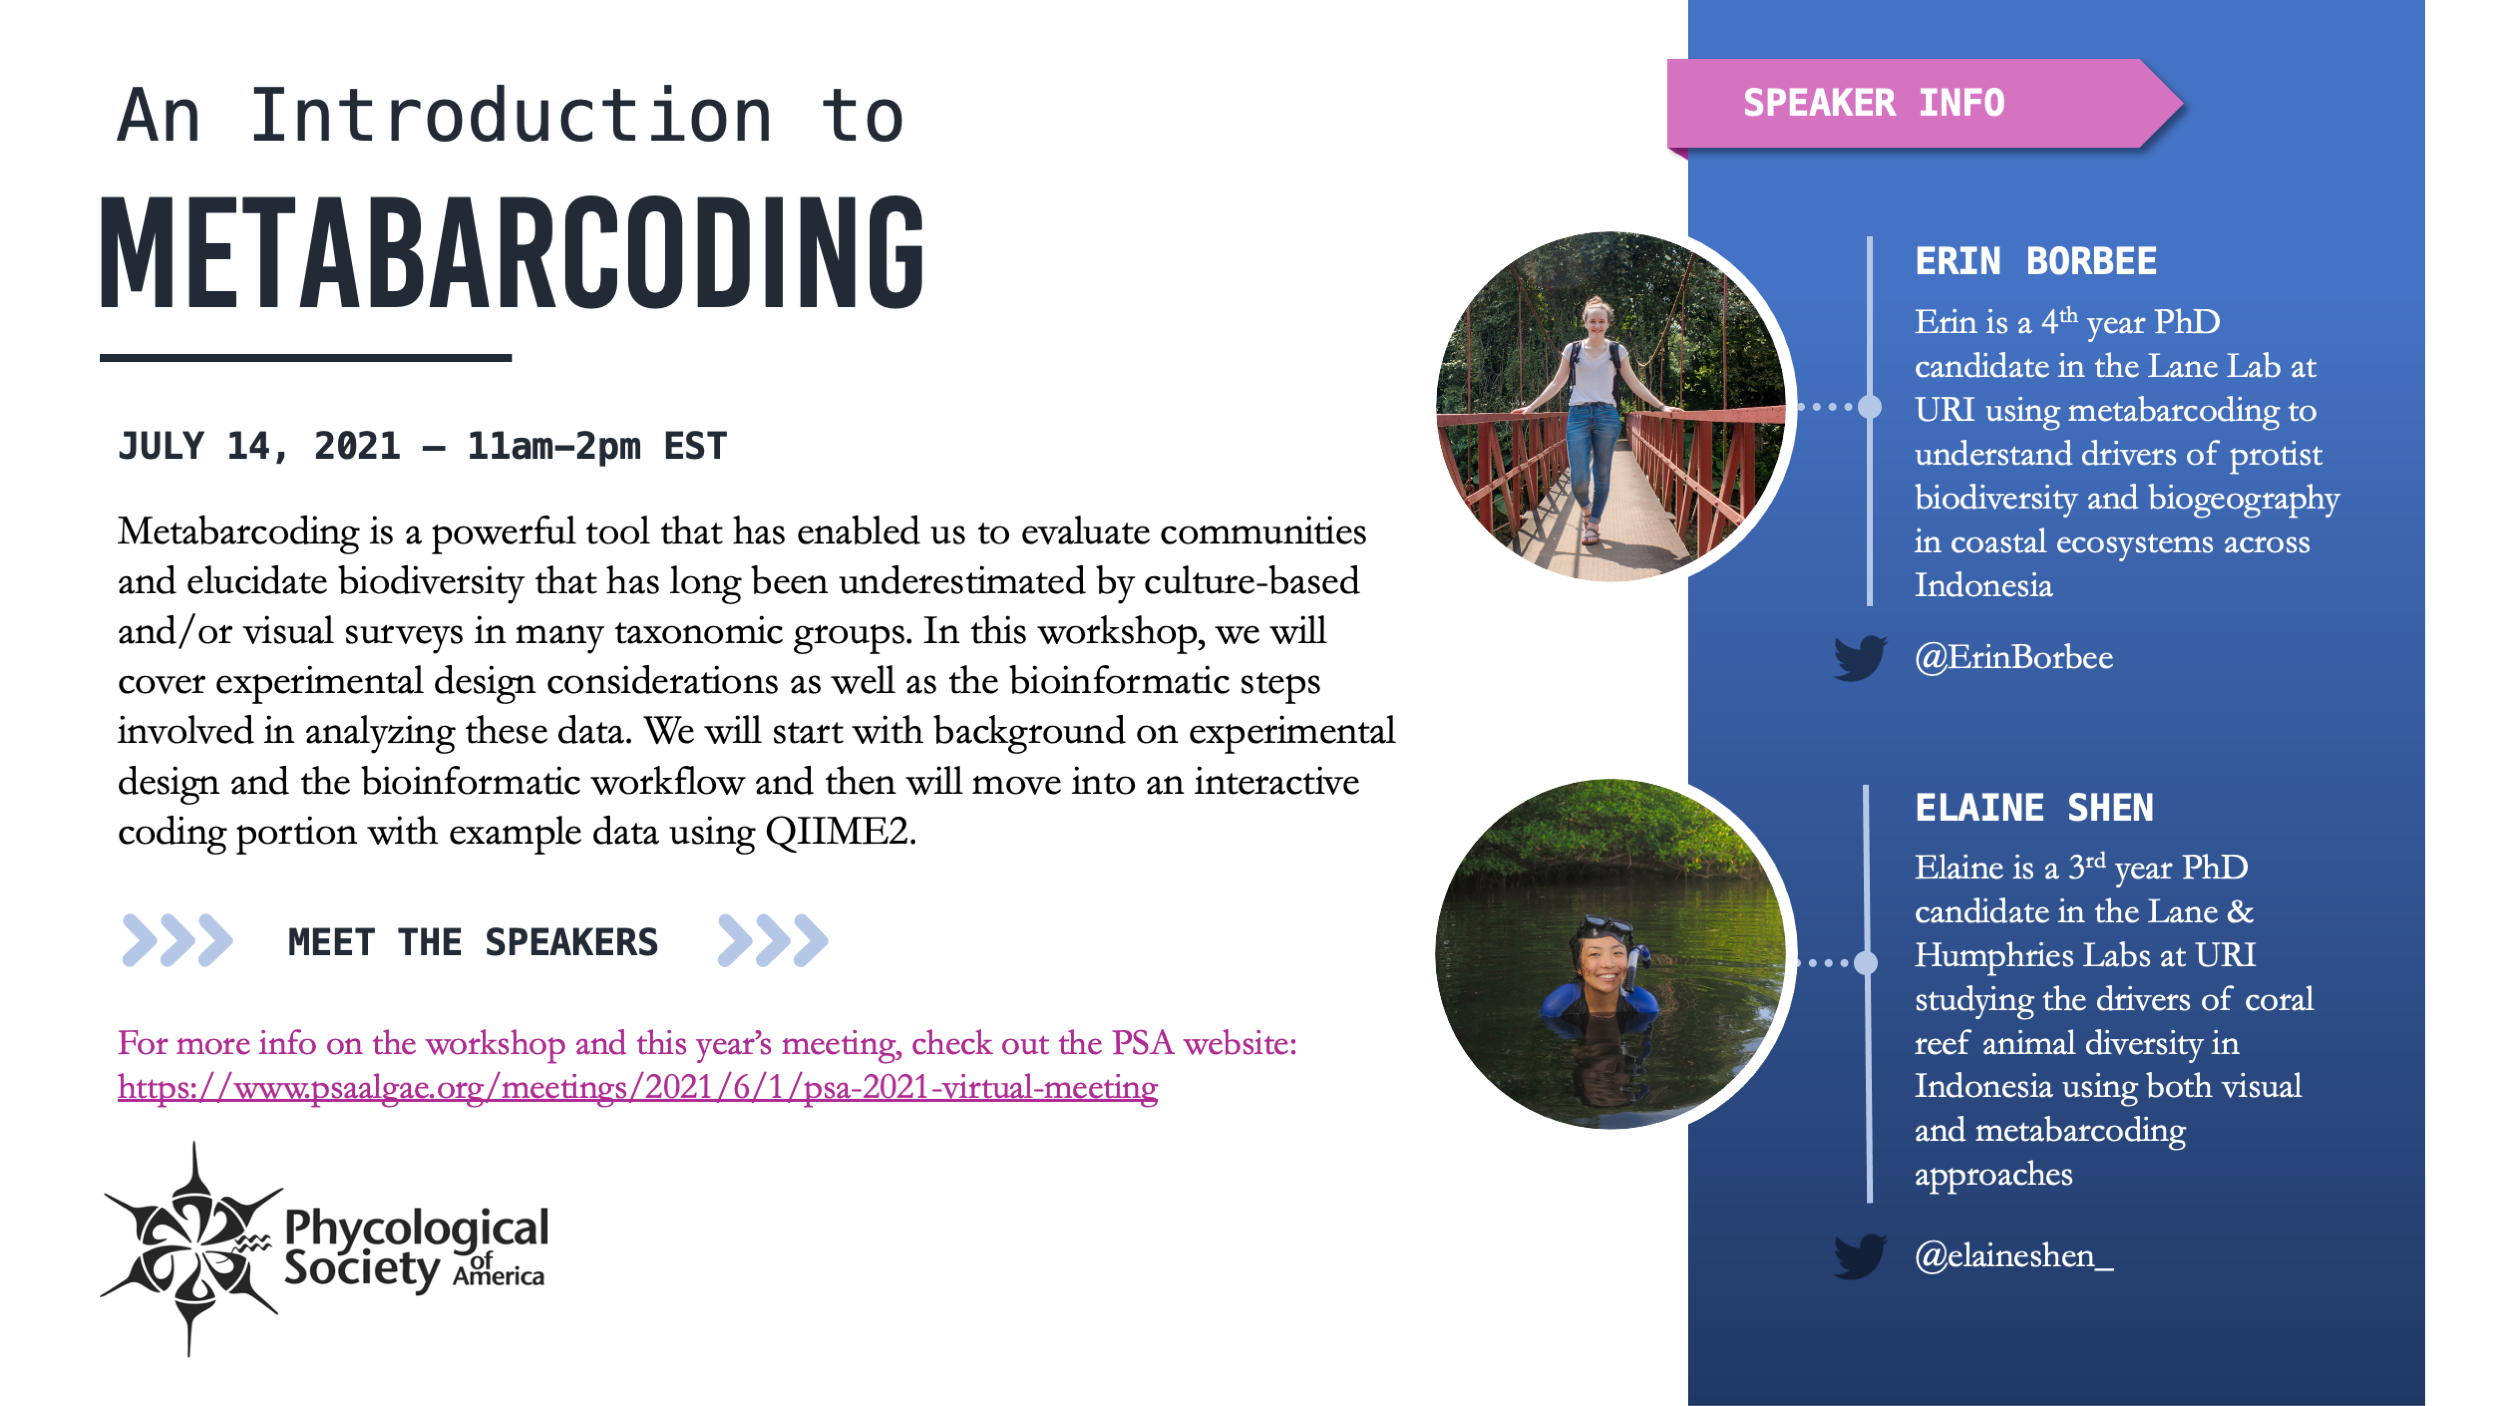 An Introduction to
METABARCODING
JULY 14, 2021 – 11am–2pm EST
Metabarcoding is a powerful tool that has enabled us to evaluate communities
and elucidate biodiversity that has long been underestimated by culture-based
and/or visual surveys in many taxonomic groups. In this workshop, we will
cover experimental design considerations as well as the bioinformatic steps
involved in analyzing these data. We will start with background on experimental
design and the bioinformatic workflow and then will move into an interactive
coding portion with example data using QIIME2.
MEET THE SPEAKERS
For more info on the workshop and this year’s meeting, check out the PSA website:
https://www.psaalgae.org/meetings/2021/6/1/psa-2021-virtual-meeting
Phycological
Society of
America
SPEAKER INFO
ERIN BORBEE
Erin is a 4th year PhD
candidate in the Lane Lab at
URI using metabarcoding to
understand drivers of protist
biodiversity and biogeography
in coastal ecosystems across
Indonesia
@ErinBorbee
ELAINE SHEN
Elaine is a 3rd year PhD
candidate in the Lane &
Humphries Labs at URI
studying the drivers of coral
reef animal diversity in
Indonesia using both visual
and metabarcoding
approaches
@elaineshen_